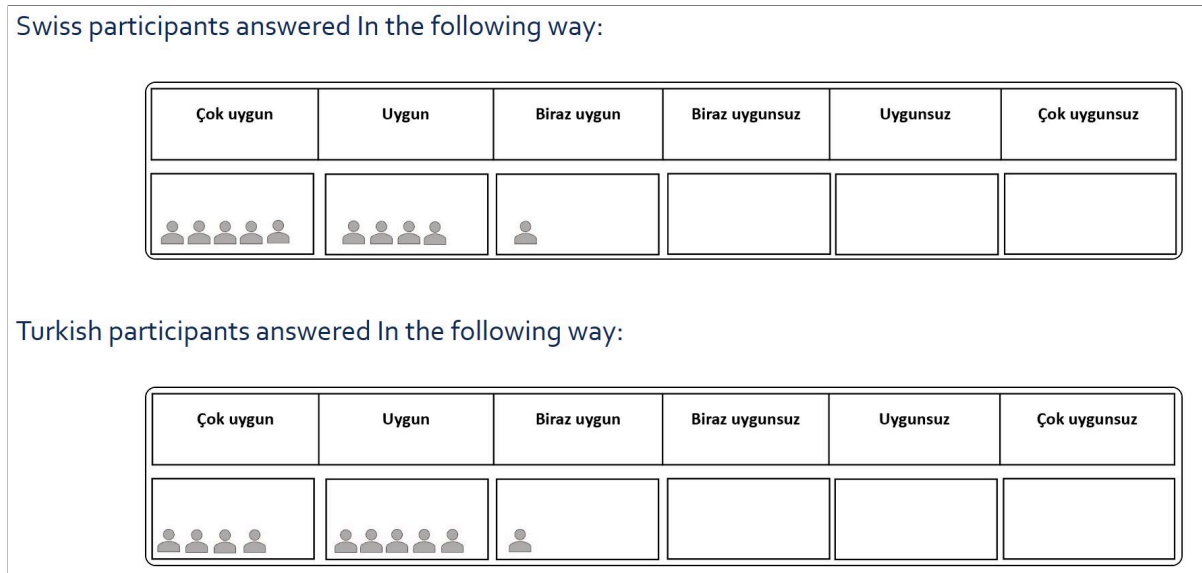 Swiss participants answered In the following way:
Çok uygun Uygun Biraz uygun Biraz uygunsuz Uygunsuz Çok uygunsuz
Turkish participants answered In the following way:
Çok uygun Uygun Biraz uygun Biraz uygunsuz Uygunsuz Çok uygunsuz